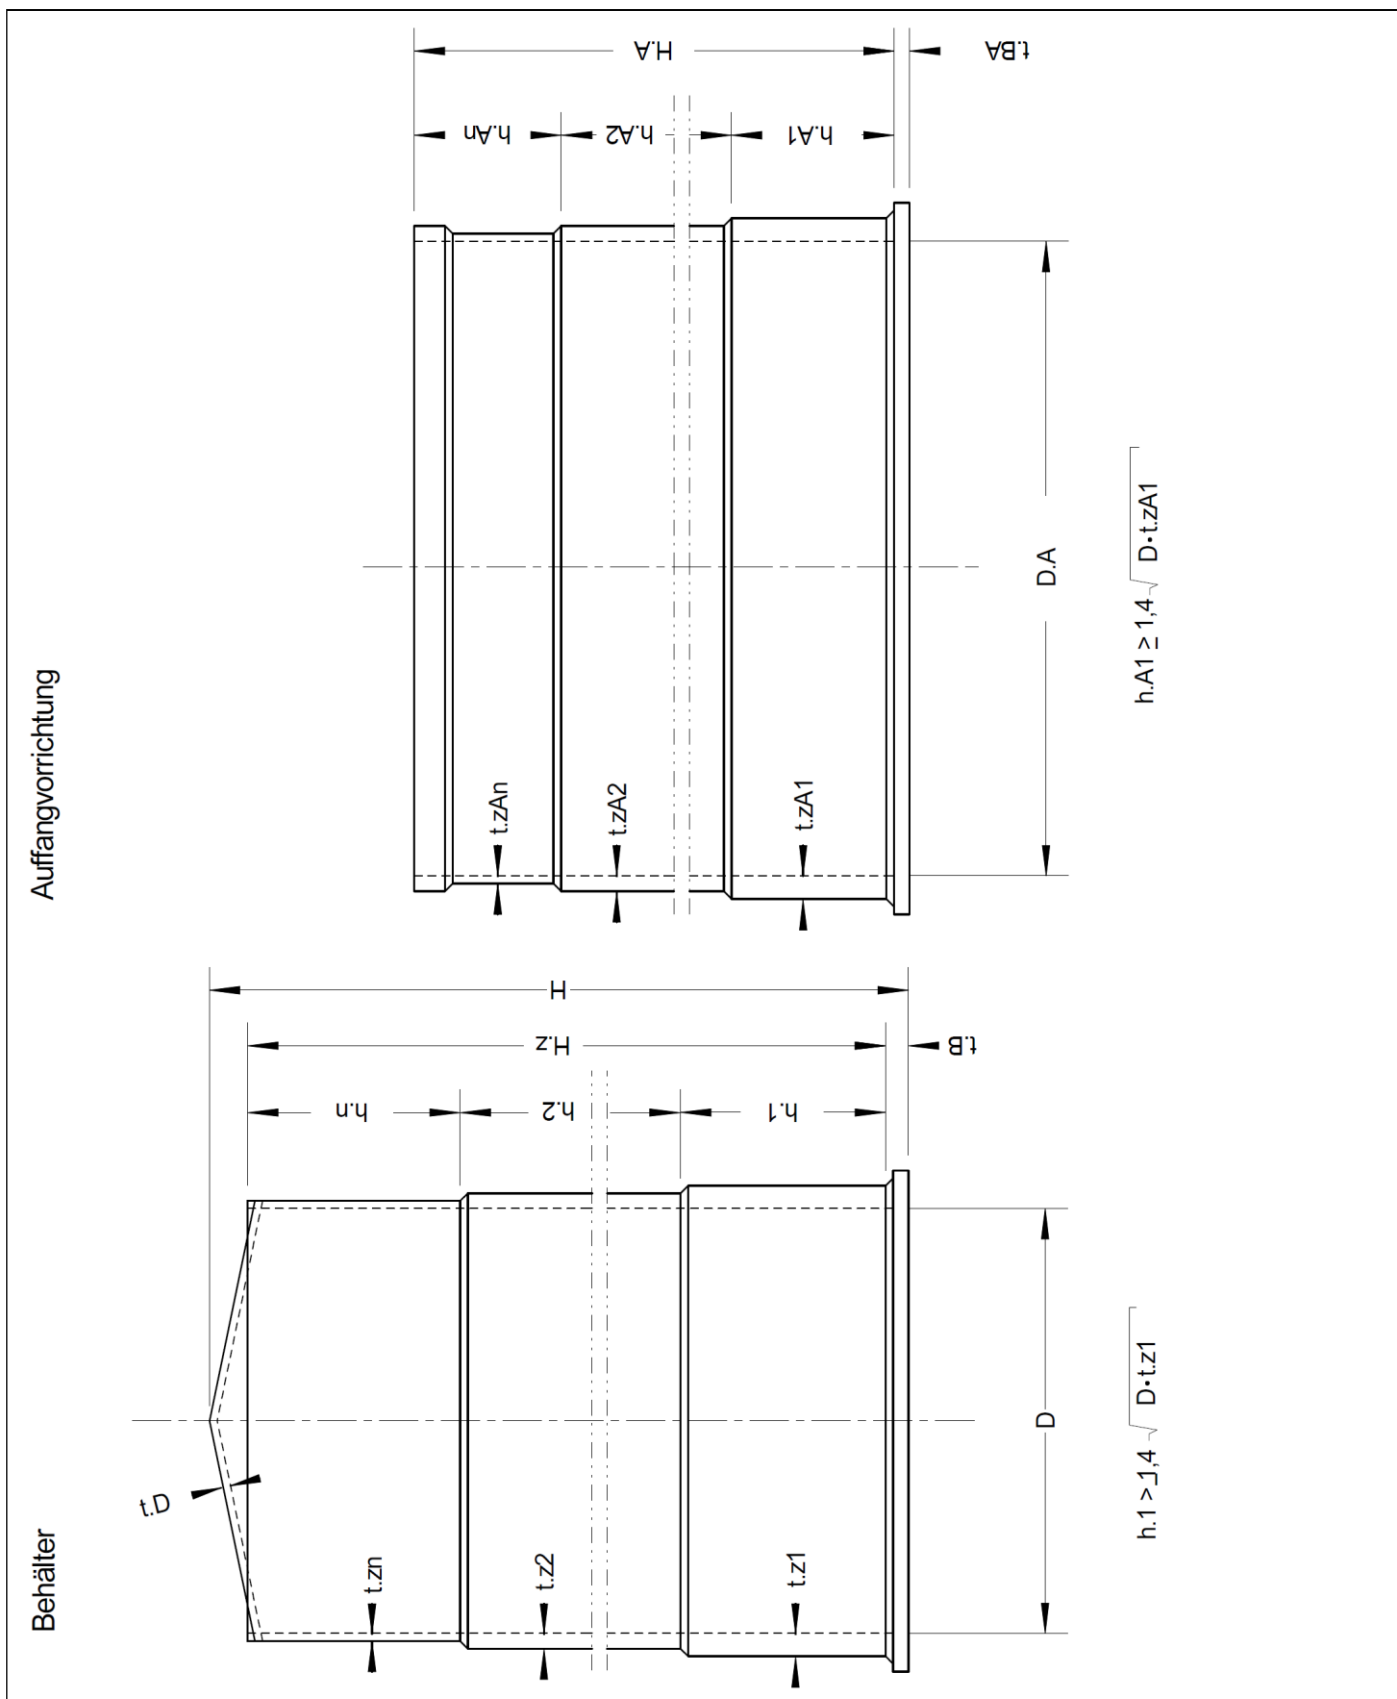 Auffangvorrichtung
H.A
t.BA
h.An
h.A2
h.A1
t.zAn
t.zA2
t.zA1
D.A
h.A1 ≥ 1,4 √ D·t.zA1
Behälter
H
H.z
t.B
h.n
h.2
h.1
t.D
t.zn
t.z2
t.z1
D
h.1 ≥ 1,4 √ D·t.z1